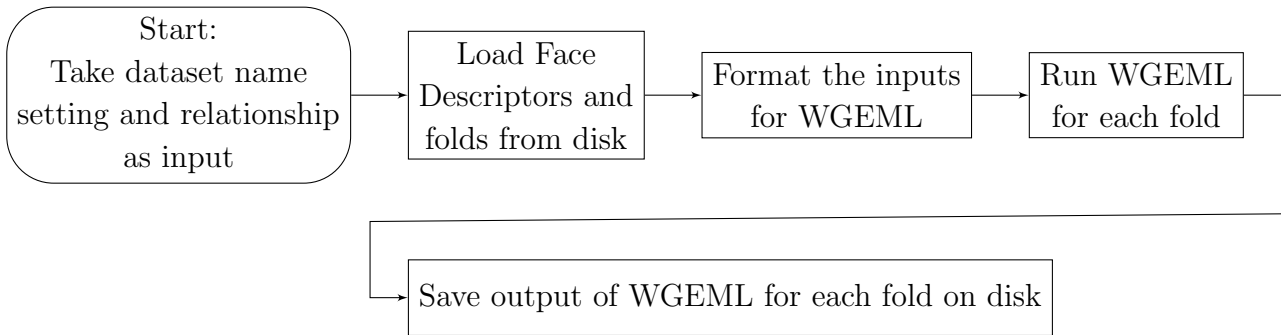 Start:
Take dataset name
setting and relationship
as input
Load Face
Descriptors and
folds from disk
Format the inputs
for WGEML
Run WGEML
for each fold
Save output of WGEML for each fold on disk